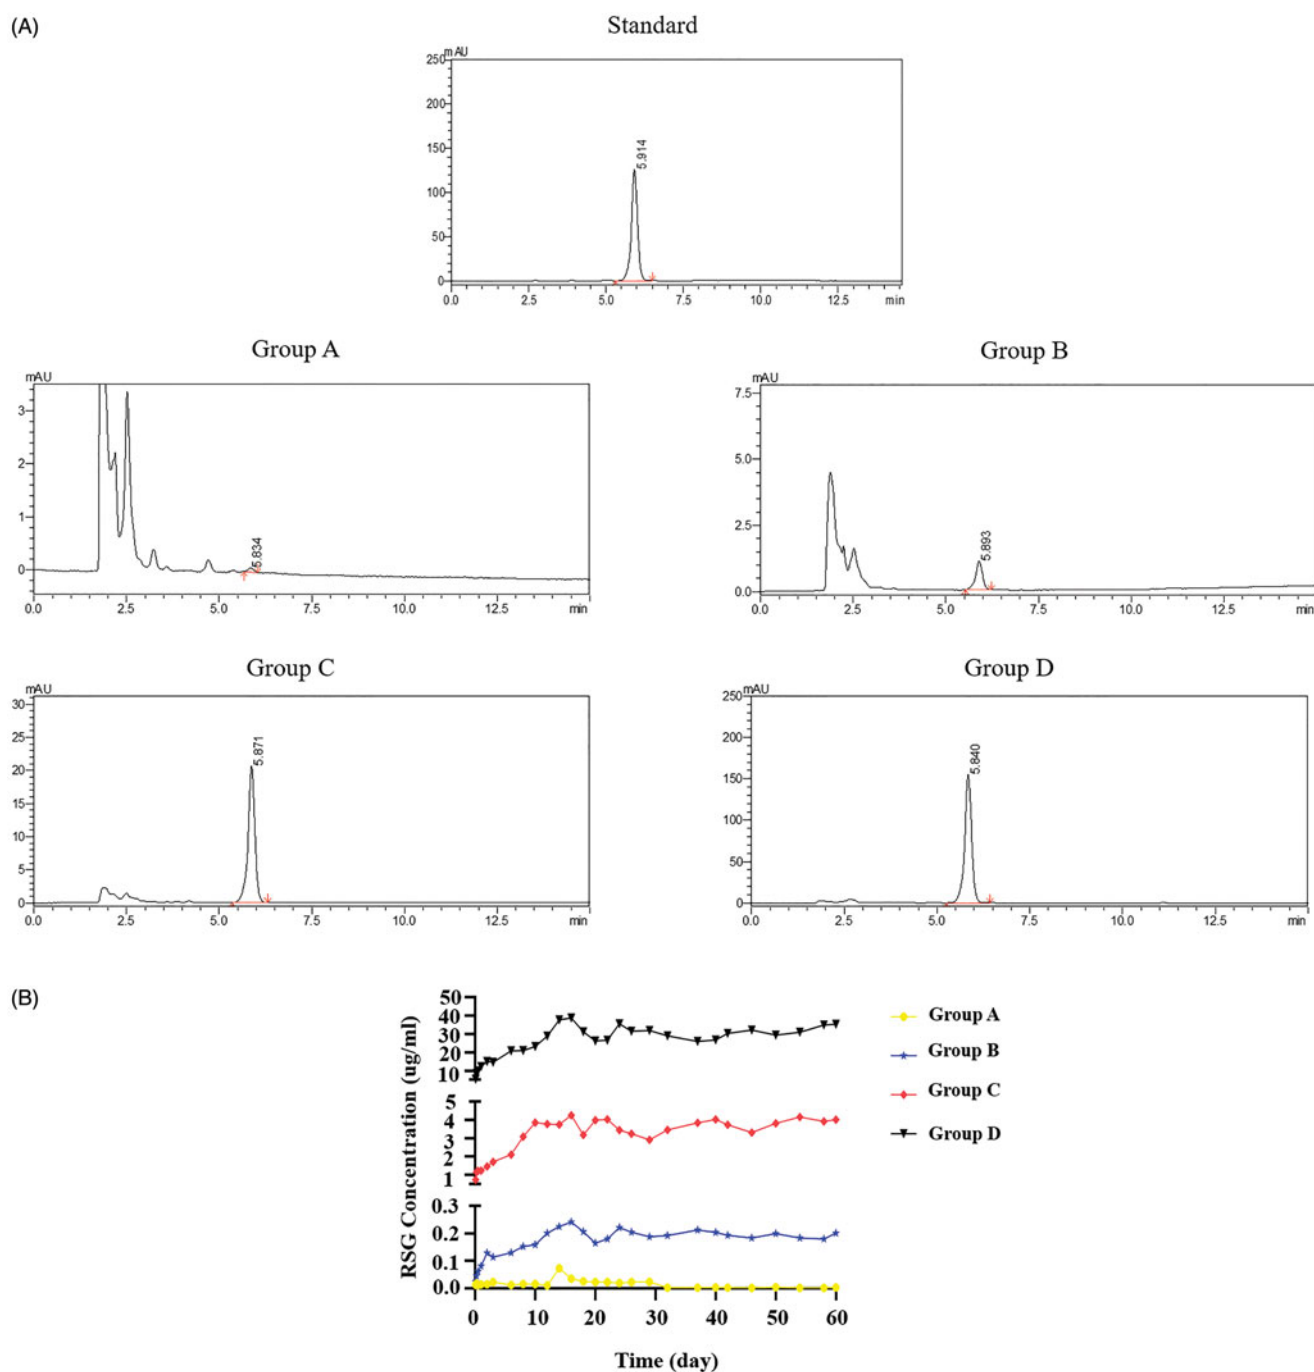 (A)
Standard
mAU
250
200
150
100
50
0
5.914
0.0 2.5 5.0 7.5 10.0 12.5 min
Group A
mAU
3
2
1
0
5.834
0.0 2.5 5.0 7.5 10.0 12.5 min
Group B
mAU
7.5
5.0
2.5
0.0
5.893
0.0 2.5 5.0 7.5 10.0 12.5 min
Group C
mAU
30
25
20
15
10
5
0
5.871
0.0 2.5 5.0 7.5 10.0 12.5 min
Group D
mAU
250
200
150
100
50
0
5.840
0.0 2.5 5.0 7.5 10.0 12.5 min
(B)
RSG Concentration (ug/ml)
50
40
30
20
10
5
4
3
2
1
0.3
0.2
0.1
0.0
0 10 20 30 40 50 60
Time (day)
Group A
Group B
Group C
Group D